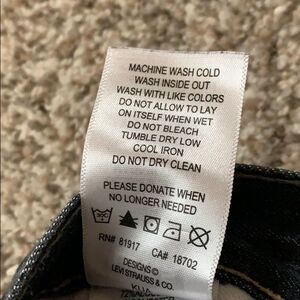 MACHINE WASH COLD
WASH INSIDE OUT
WASH WITH LIKE COLORS
DO NOT ALLOW TO LAY
ON ITSELF WHEN WET
DO NOT BLEACH
TUMBLE DRY LOW
COOL IRON
DO NOT DRY CLEAN
PLEASE DONATE WHEN
NO LONGER NEEDED
RN# 81917 CA# 18702
DESIGNS ©
LEVI STRAUSS & CO.